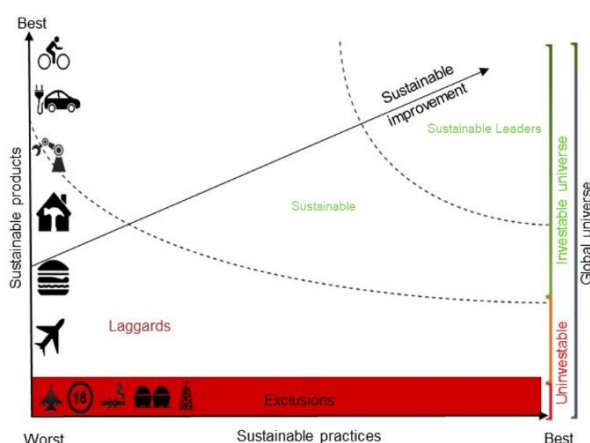 Best
Sustainable products
Sustainable
improvement
Sustainable Leaders
Sustainable
Laggards
18
Exclusions
Investable universe
Uninvestable
Global universe
Worst
Sustainable practices
Best